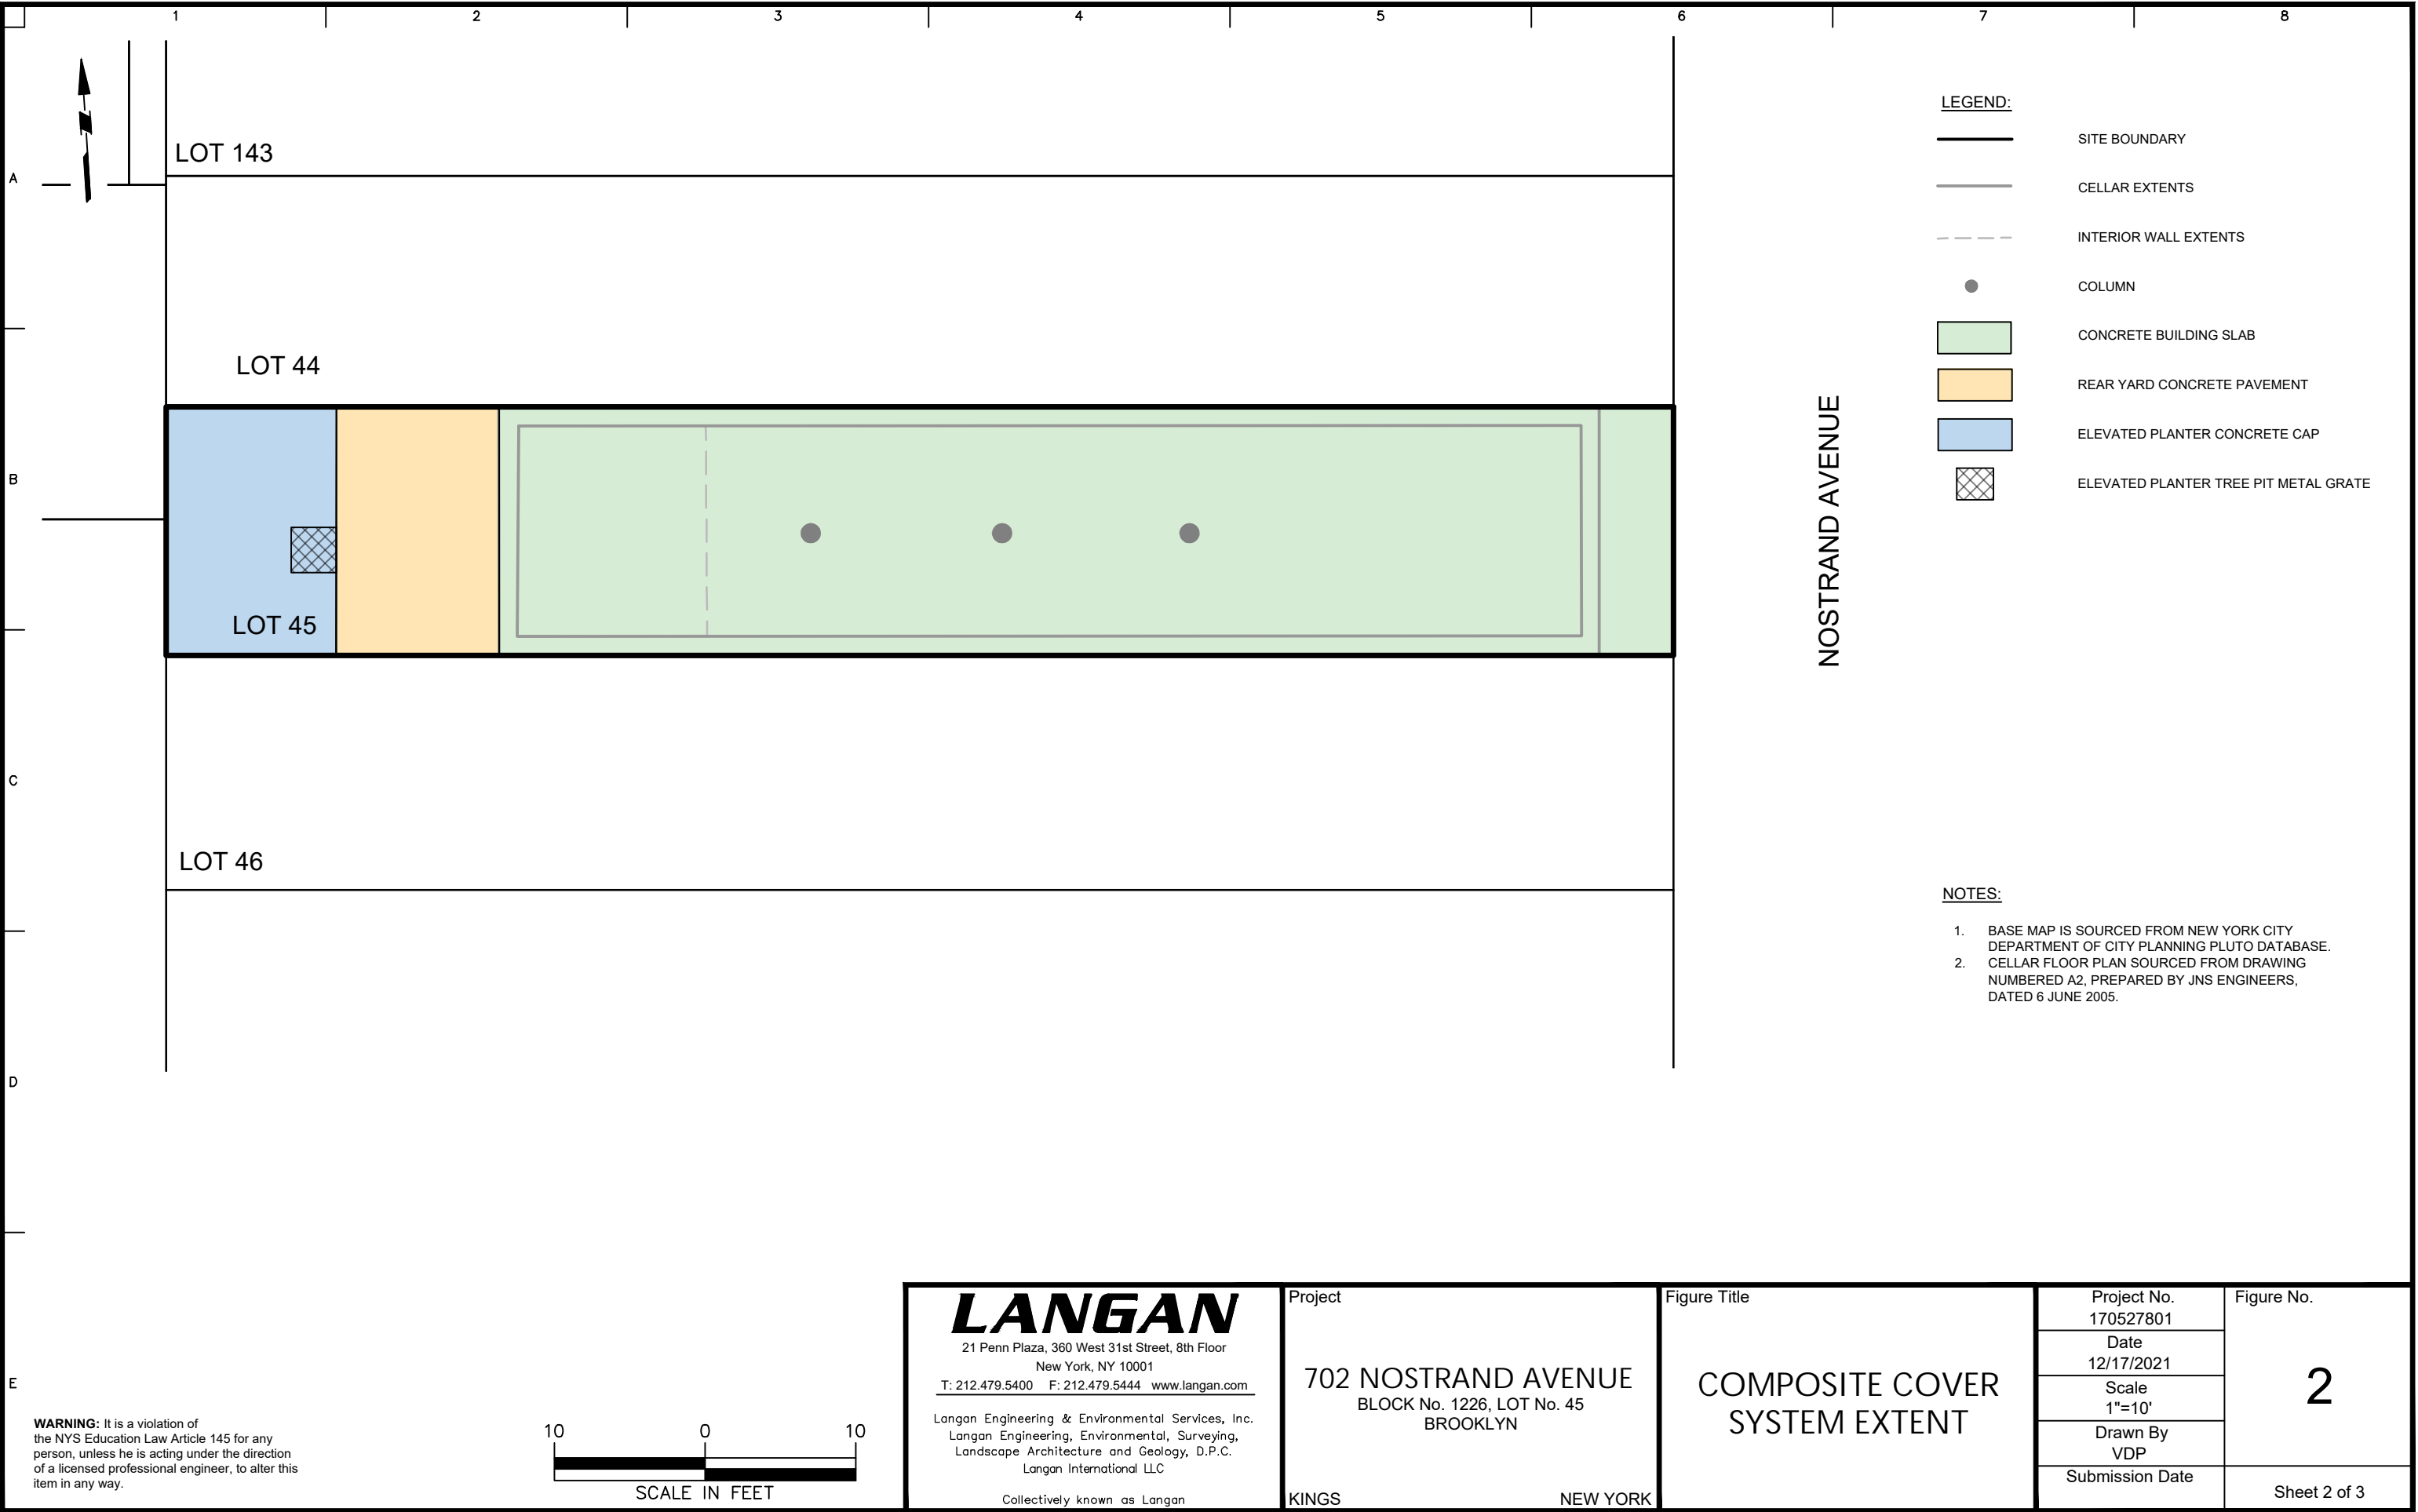 1 2 3 4 5 6 7 8
A
B
C
D
E
LOT 143
LOT 44
LOT 45
LOT 46
NOSTRAND AVENUE
LEGEND:
SITE BOUNDARY
CELLAR EXTENTS
INTERIOR WALL EXTENTS
COLUMN
CONCRETE BUILDING SLAB
REAR YARD CONCRETE PAVEMENT
ELEVATED PLANTER CONCRETE CAP
ELEVATED PLANTER TREE PIT METAL GRATE
NOTES:
1. BASE MAP IS SOURCED FROM NEW YORK CITY
DEPARTMENT OF CITY PLANNING PLUTO DATABASE.
2. CELLAR FLOOR PLAN SOURCED FROM DRAWING
NUMBERED A2, PREPARED BY JNS ENGINEERS,
DATED 6 JUNE 2005.
WARNING: It is a violation of
the NYS Education Law Article 145 for any
person, unless he is acting under the direction
of a licensed professional engineer, to alter this
item in any way.
10 0 10
SCALE IN FEET
LANGAN
21 Penn Plaza, 360 West 31st Street, 8th Floor
New York, NY 10001
T: 212.479.5400 F: 212.479.5444 www.langan.com
Langan Engineering & Environmental Services, Inc.
Langan Engineering, Environmental, Surveying,
Landscape Architecture and Geology, D.P.C.
Langan International LLC
Collectively known as Langan
Project
702 NOSTRAND AVENUE
BLOCK No. 1226, LOT No. 45
BROOKLYN
KINGS NEW YORK
Figure Title
COMPOSITE COVER
SYSTEM EXTENT
Project No.
170527801
Date
12/17/2021
Scale
1"=10'
Drawn By
VDP
Submission Date
Figure No.
2
Sheet 2 of 3